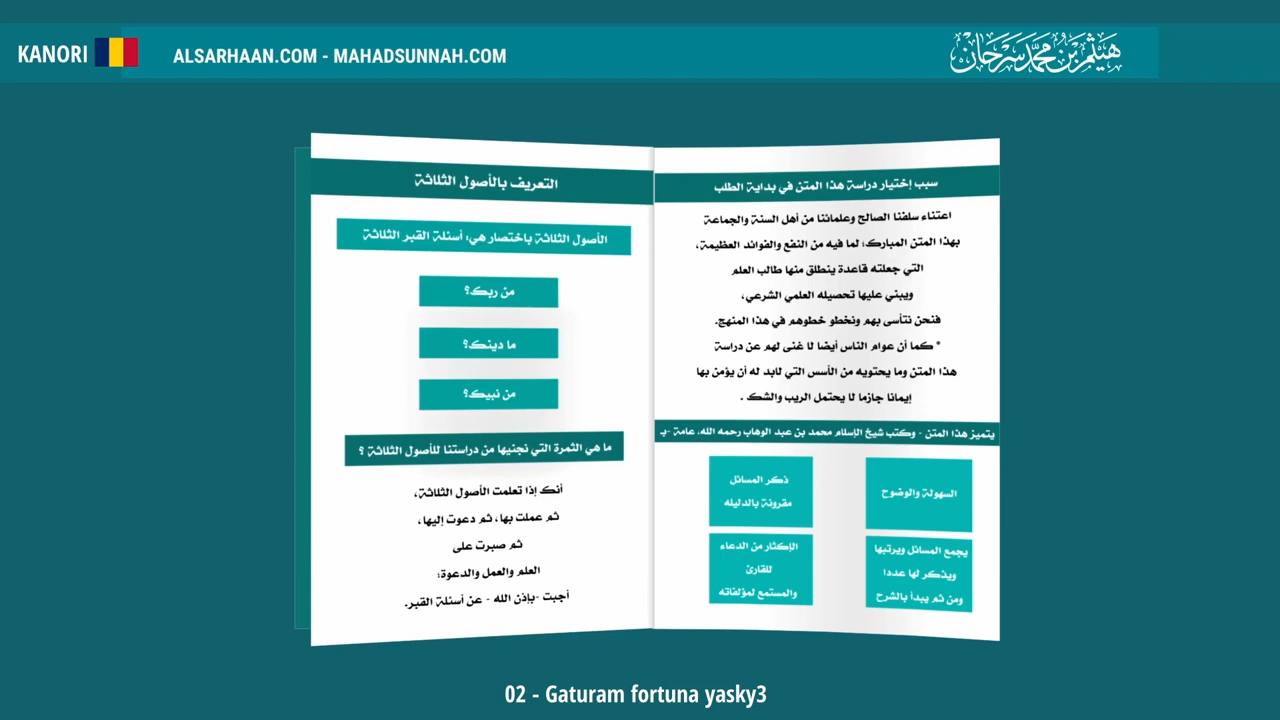 KANORI
ALSARHAAN.COM - MAHADSUNNAH.COM
هيثم بن محمد سرحان
سبب إختيار دراسة هذا المتن في بداية الطلب
اعتناء سلفنا الصالح وعلمائنا من أهل السنة والجماعة
بهذا المتن المبارك؛ لما فيه من النفع والفوائد العظيمة،
التي جعلته قاعدة ينطلق منها طالب العلم
ويبني عليها تحصيله العلمي الشرعي،
فنحن نتأسى بهم ونخطو خطوهم في هذا المنهج.
* كما أن عوام الناس أيضا لا غنى لهم عن دراسة
هذا المتن وما يحتويه من الأسس التي لابد له أن يؤمن بها
إيمانا جازما لا يحتمل الريب والشك .
يتميز هذا المتن - وكتب شيخ الإسلام محمد بن عبد الوهاب رحمه الله، عامة -بـ
السهولة والوضوح
ذكر المسائل
مقرونة بالدليله
يجمع المسائل ويرتبها
ويذكر لها عددا
ومن ثم يبدأ بالشرح
الإكثار من الدعاء
للقارئ
والمستمع لمؤلفاته
التعريف بالأصول الثلاثة
الأصول الثلاثة باختصار هي: أسئلة القبر الثلاثة
من ربك؟
ما دينك؟
من نبيك؟
ما هي الثمرة التي نجنيها من دراستنا للأصول الثلاثة ؟
أنك إذا تعلمت الأصول الثلاثة،
ثم عملت بها، ثم دعوت إليها،
ثم صبرت على
العلم والعمل والدعوة؛
أجبت -بإذن الله - عن أسئلة القبر.
02 - Gaturam fortuna yasky3